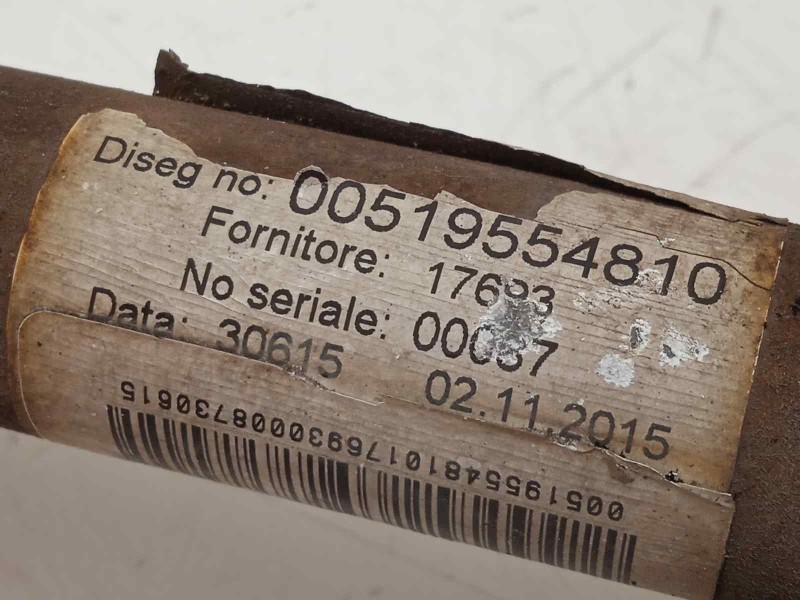 Diseg no: 00519554810
Fornitore: 17693
No seriale: 00087
Data: 30615 02.11.2015
00519554810176930008730615